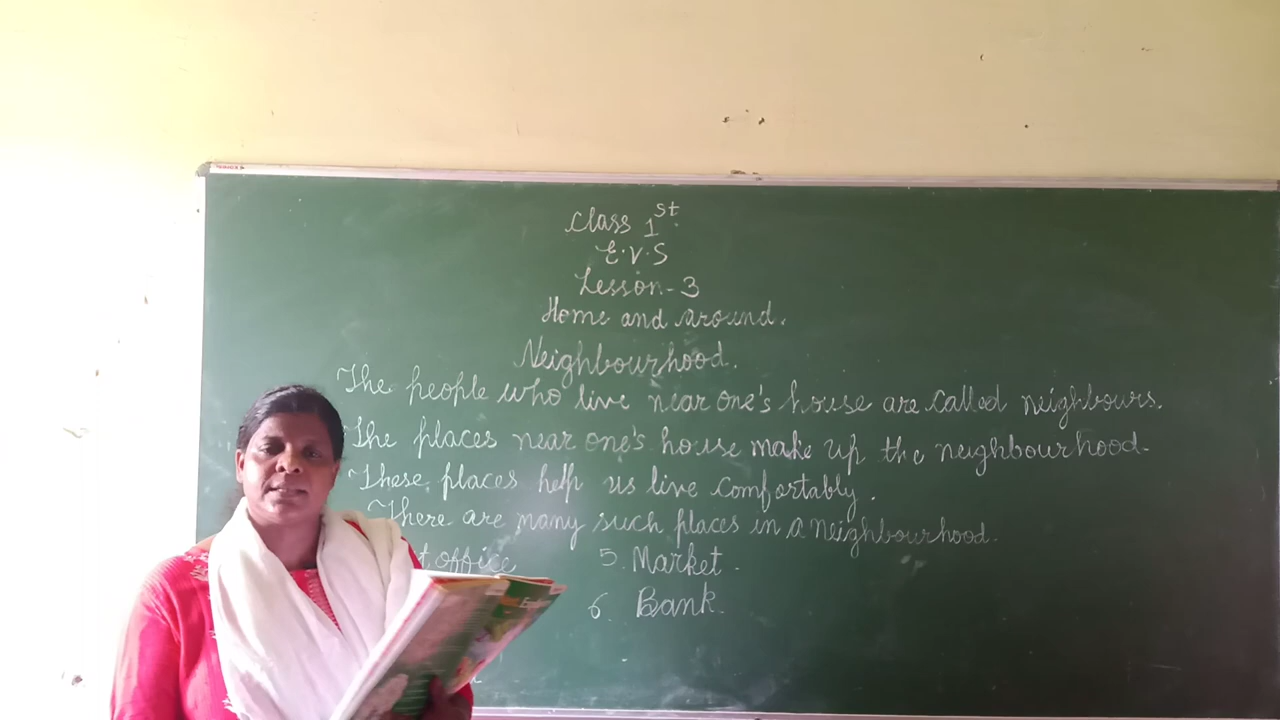 Class 1st
E.V.S
Lesson-3
Home and around.
Neighbourhood.
The people who live near one's house are called neighbours.
The places near one's house make up the neighbourhood.
These places help us live comfortably.
There are many such places in a neighbourhood.
office 5. Market.
6. Bank.